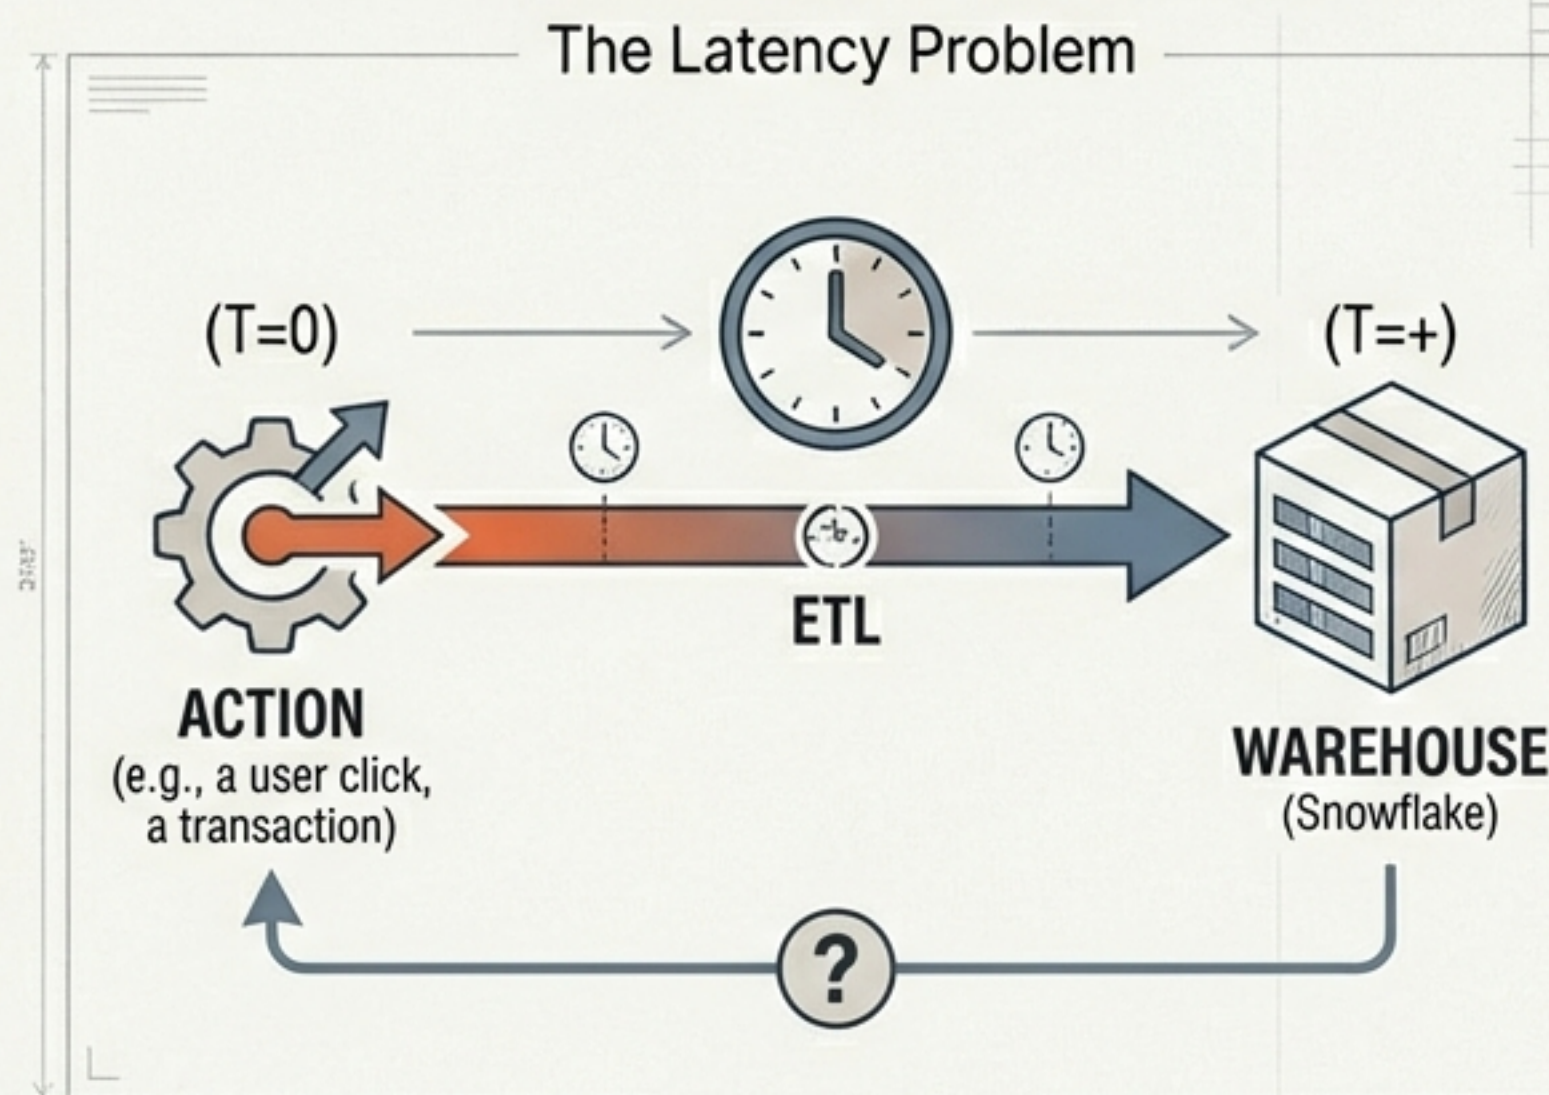 The Latency Problem
(T=0)
(T=+)
ETL
ACTION
(e.g., a user click,
a transaction)
WAREHOUSE
(Snowflake)
?